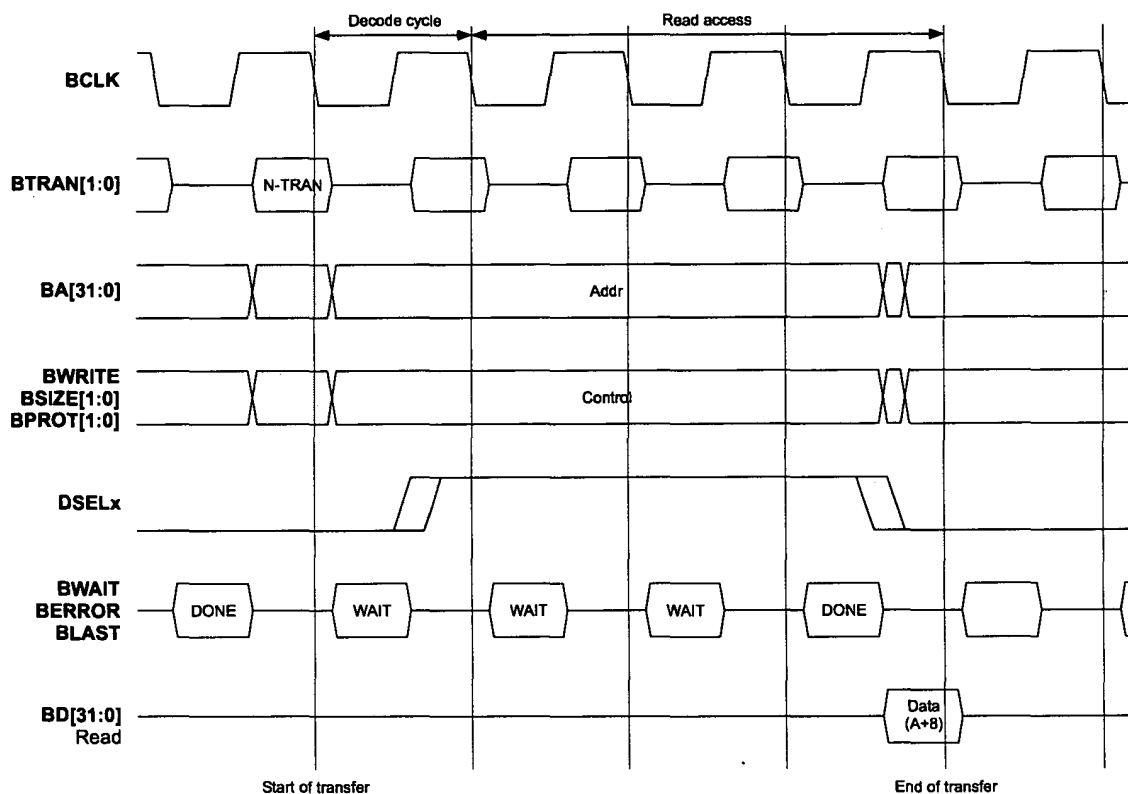 Decode cycle
Read access
BCLK
BTRAN[1:0]
N-TRAN
BA[31:0]
Addr
BWRITE
BSIZE[1:0]
BPROT[1:0]
Control
DSELx
BWAIT
BERROR
BLAST
DONE
WAIT
WAIT
WAIT
DONE
BD[31:0]
Read
Data
(A+8)
Start of transfer
End of transfer